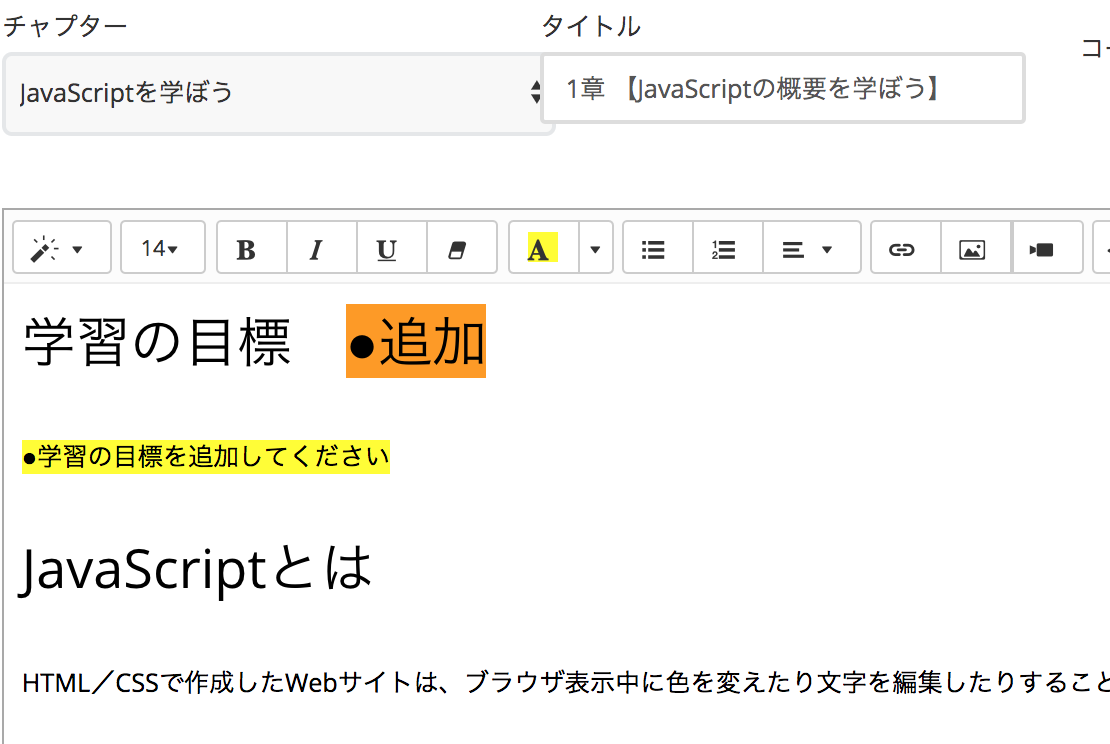 チャプター
タイトル
コー
JavaScriptを学ぼう
1章 【JavaScriptの概要を学ぼう】
14
B
I
U
A
学習の目標 ●追加
●学習の目標を追加してください
JavaScriptとは
HTML／CSSで作成したWebサイトは、ブラウザ表示中に色を変えたり文字を編集したりすること